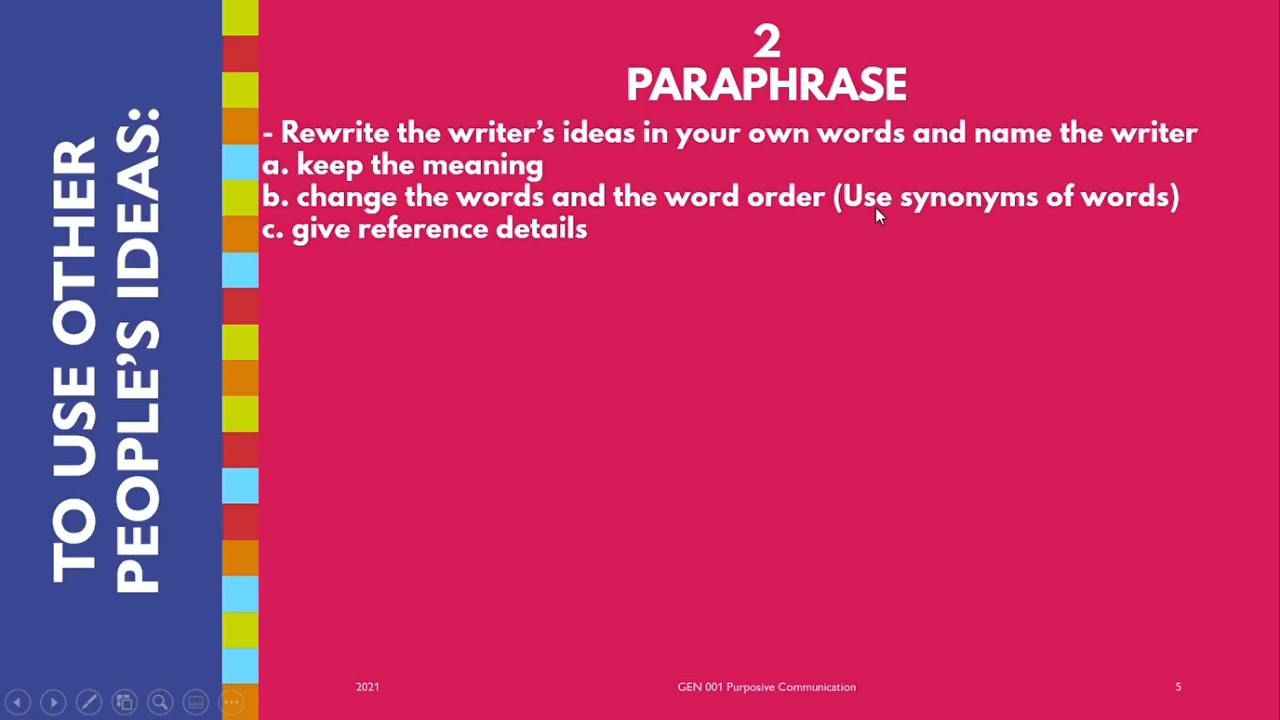 TO USE OTHER
PEOPLE'S IDEAS:
2
PARAPHRASE
- Rewrite the writer's ideas in your own words and name the writer
a. keep the meaning
b. change the words and the word order (Use synonyms of words)
c. give reference details
2021
GEN 001 Purposive Communication
5